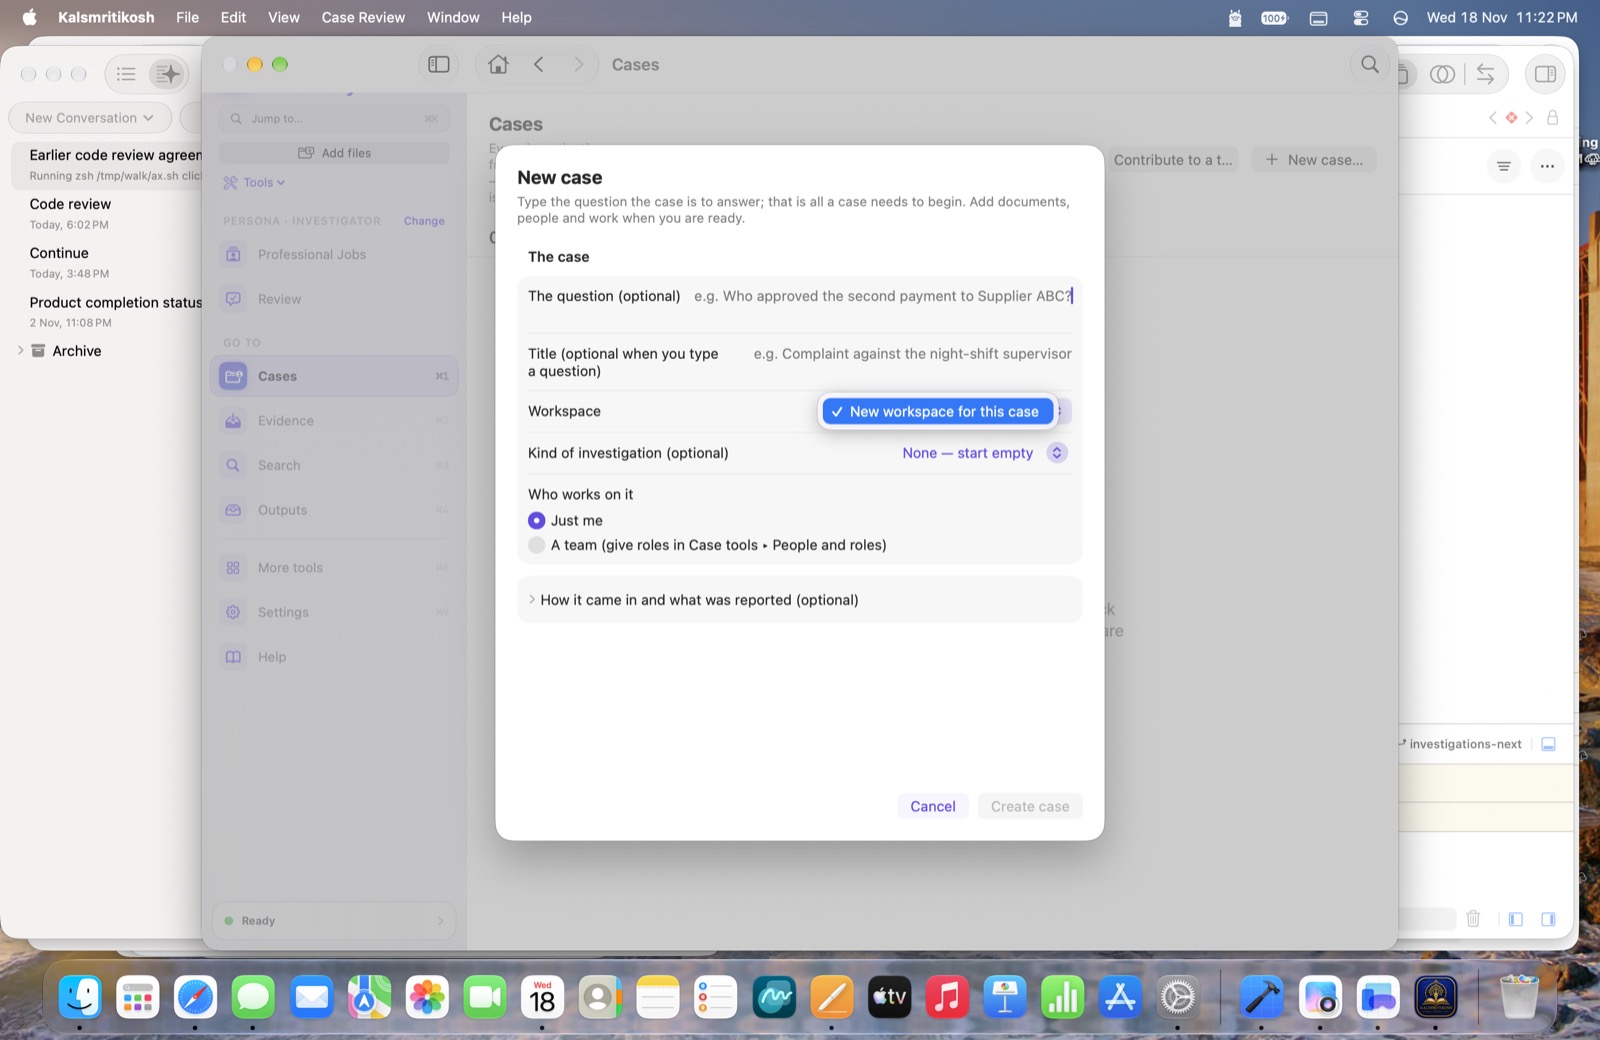 Kalsmritikosh File Edit View Case Review Window Help
100
Wed 18 Nov 11:22 PM
Cases
New Conversation
Earlier code review agreen
Running zsh /tmp/walk/ax.sh clic
Code review
Today, 6:02 PM
Continue
Today, 3:48 PM
Product completion status
2 Nov, 11:08 PM
Archive
Jump to... ⌘K
Add files
Tools
PERSONA · INVESTIGATOR Change
Professional Jobs
Review
GO TO
Cases ⌘1
Evidence ⌘2
Search ⌘3
Outputs ⌘4
More tools
Settings
Help
Ready
Cases
Contribute to a t...
+ New case...
New case
Type the question the case is to answer; that is all a case needs to begin. Add documents,
people and work when you are ready.
The case
The question (optional) e.g. Who approved the second payment to Supplier ABC?
Title (optional when you type
a question)
e.g. Complaint against the night-shift supervisor
Workspace
✓ New workspace for this case
Kind of investigation (optional) None — start empty
Who works on it
Just me
A team (give roles in Case tools ▸ People and roles)
How it came in and what was reported (optional)
Cancel Create case
investigations-next
Wed
18
tv